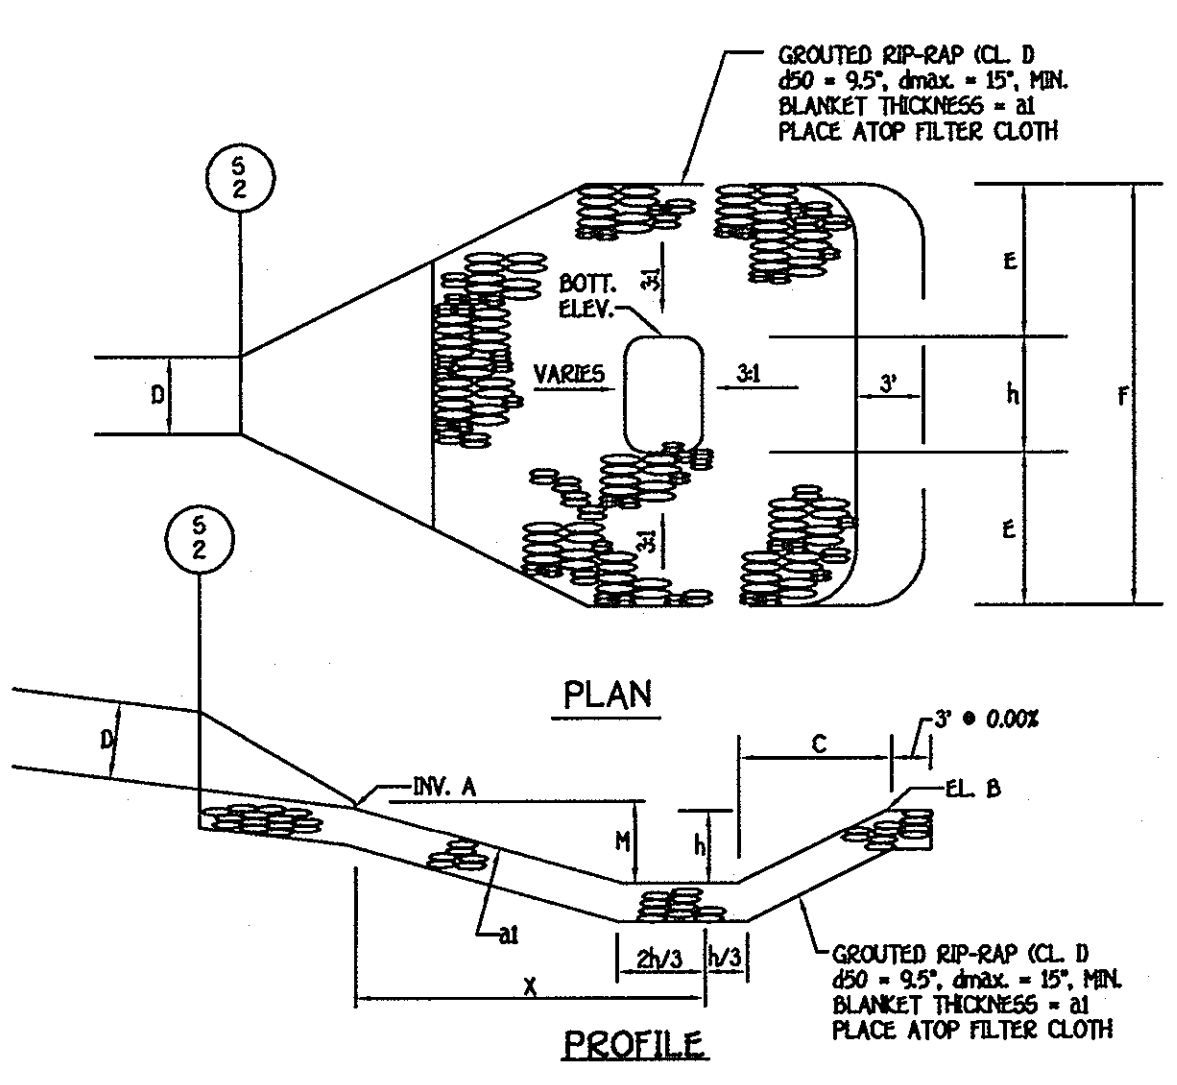 GROUTED RIP-RAP (CL. I)
d50 = 9.5", dmax. = 15", MIN.
BLANKET THICKNESS = a1
PLACE ATOP FILTER CLOTH
S
2
BOTT.
ELEV.
3:1
E
VARIES
3:1
3'
D
h
F
3:1
E
S
2
PLAN
3' @ 0.00%
C
D
INV. A
EL. B
M
h
a1
2h/3
h/3
X
GROUTED RIP-RAP (CL. I)
d50 = 9.5", dmax. = 15", MIN.
BLANKET THICKNESS = a1
PLACE ATOP FILTER CLOTH
PROFILE